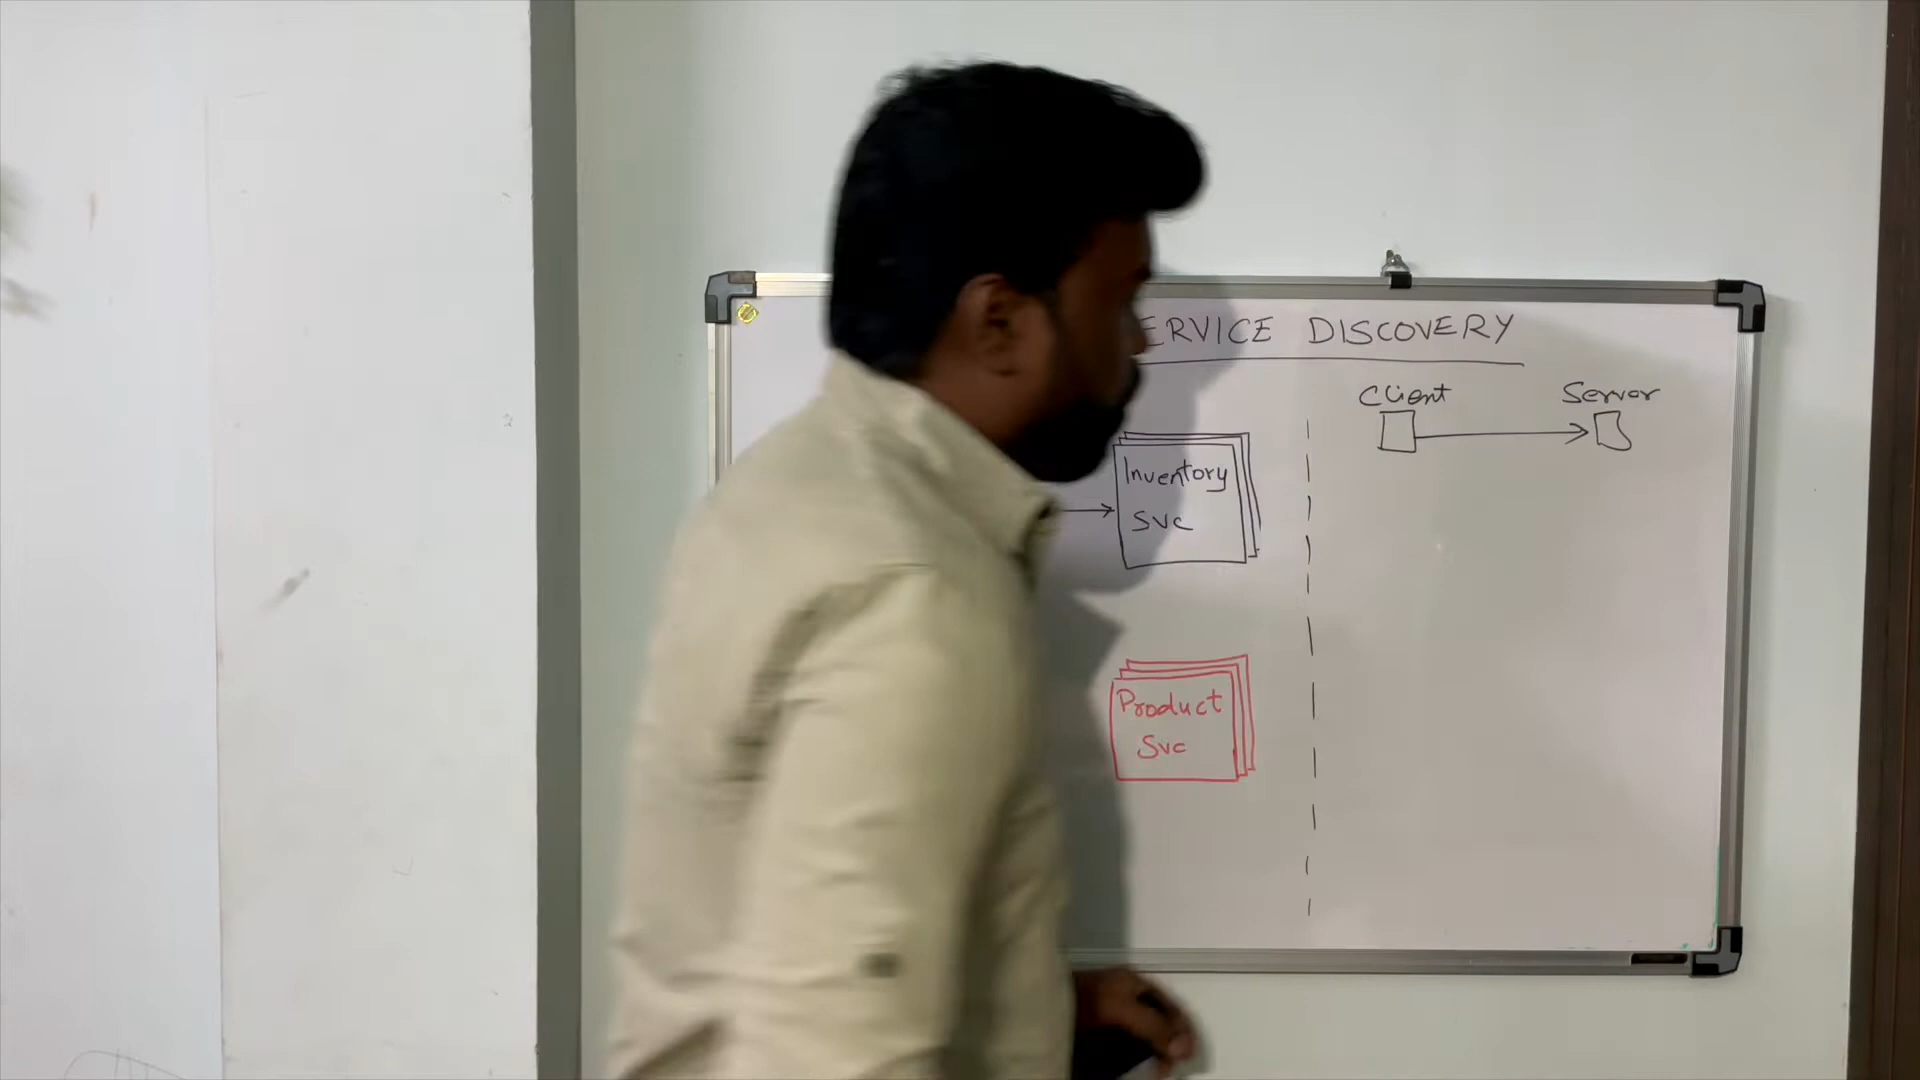 ERVICE DISCOVERY
Client
Server
Inventory
svc
Product
Svc